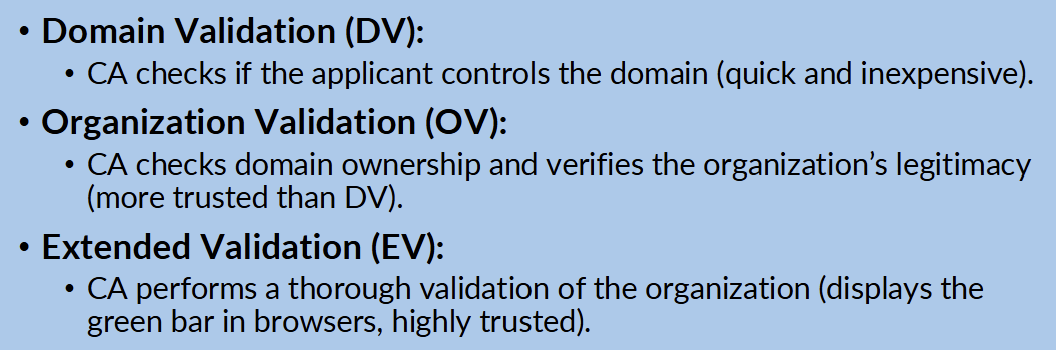 • Domain Validation (DV):
• CA checks if the applicant controls the domain (quick and inexpensive).
• Organization Validation (OV):
• CA checks domain ownership and verifies the organization’s legitimacy
(more trusted than DV).
• Extended Validation (EV):
• CA performs a thorough validation of the organization (displays the
green bar in browsers, highly trusted).